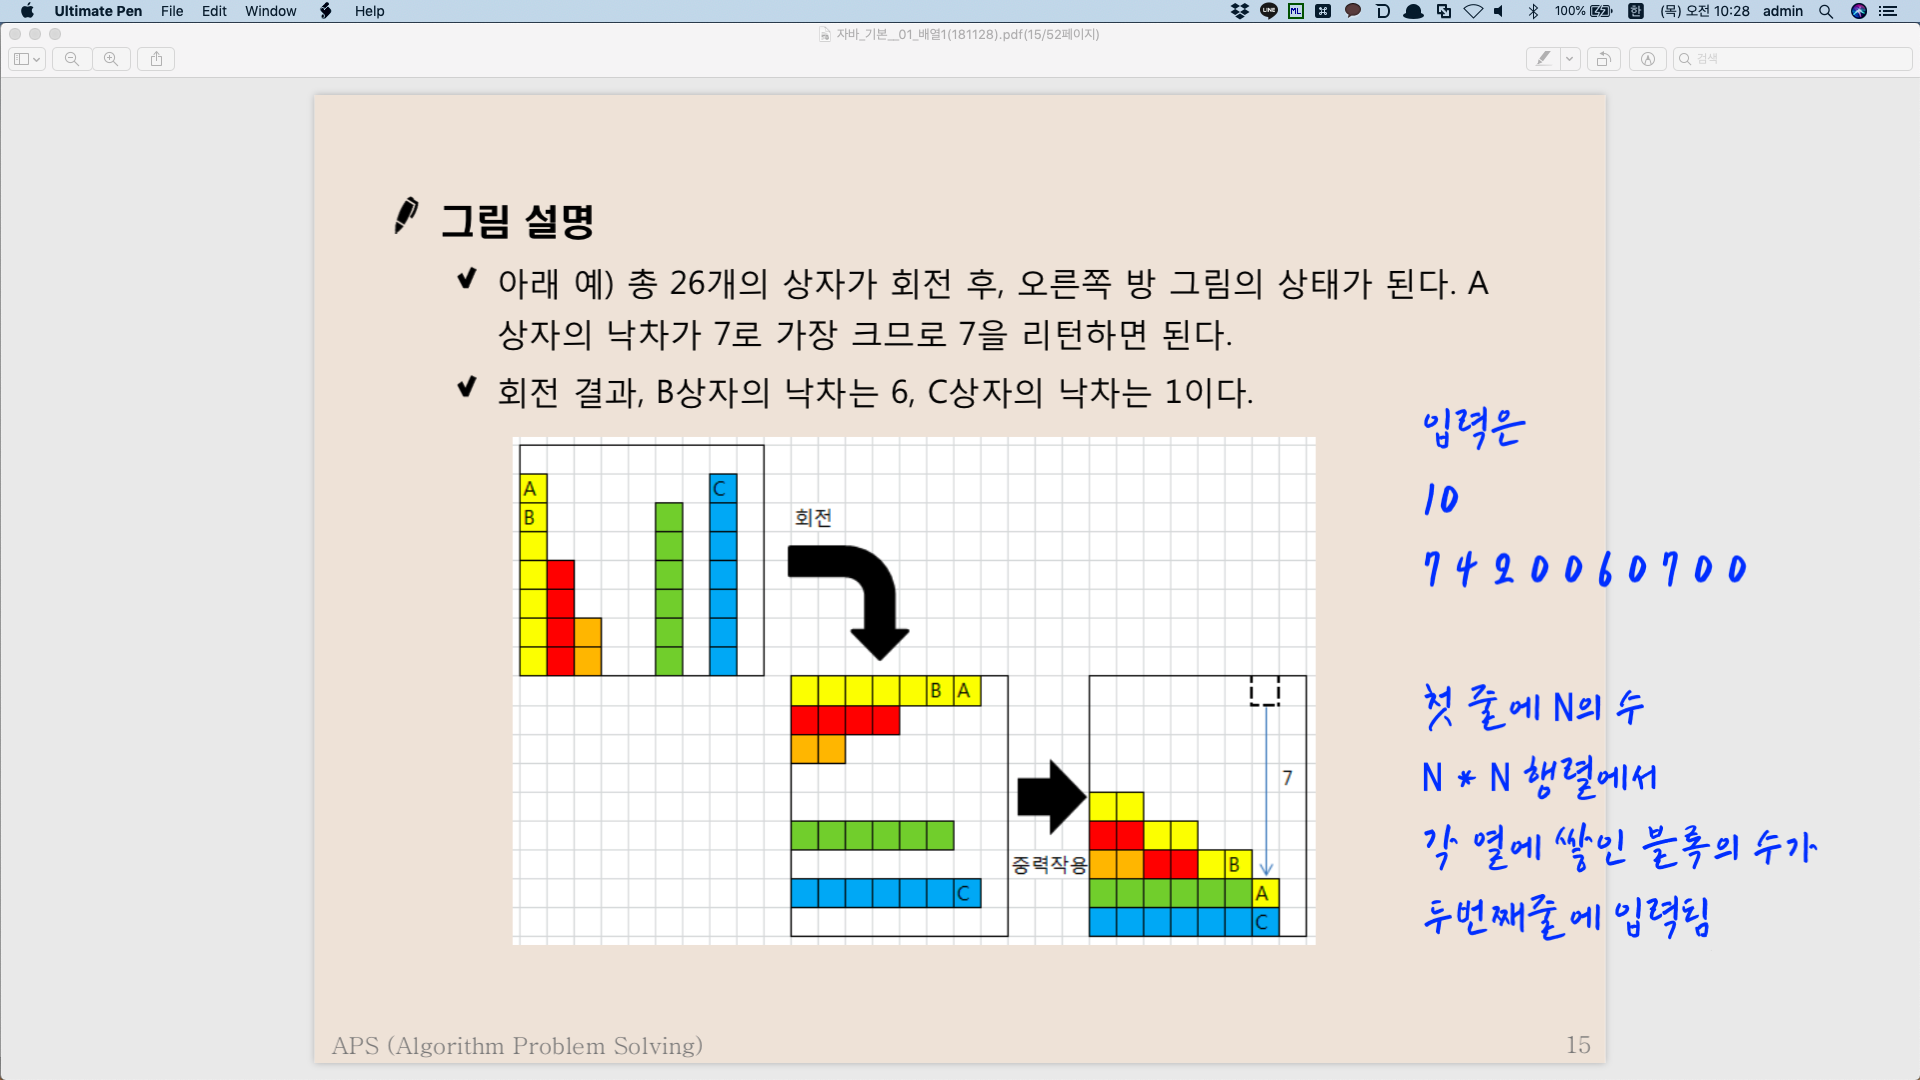 Ultimate Pen File Edit Window Help
100% 한 (목) 오전 10:28 admin
자바_기본__01_배열1(181128).pdf(15/52페이지)
검색
그림 설명
아래 예) 총 26개의 상자가 회전 후, 오른쪽 방 그림의 상태가 된다. A
상자의 낙차가 7로 가장 크므로 7을 리턴하면 된다.
회전 결과, B상자의 낙차는 6, C상자의 낙차는 1이다.
A
B
C
회전
B A
C
중력작용
7
B
A
C
입력은
10
7 4 2 0 0 6 0 7 0 0
첫 줄에 N의 수
N * N 행렬에서
각 열에 쌓인 블록의 수가
두번째줄에 입력됨
APS (Algorithm Problem Solving)
15